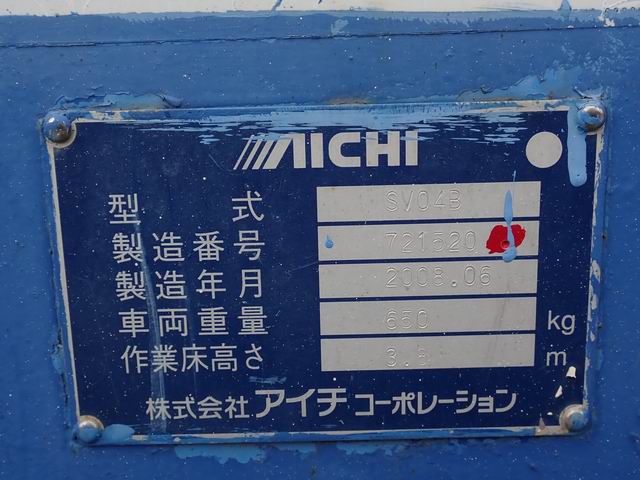 AICHI
型式 SV04B
製造番号 721520
製造年月 2008.06
車両重量 650 kg
作業床高さ 3.5 m
株式会社アイチコーポレーション